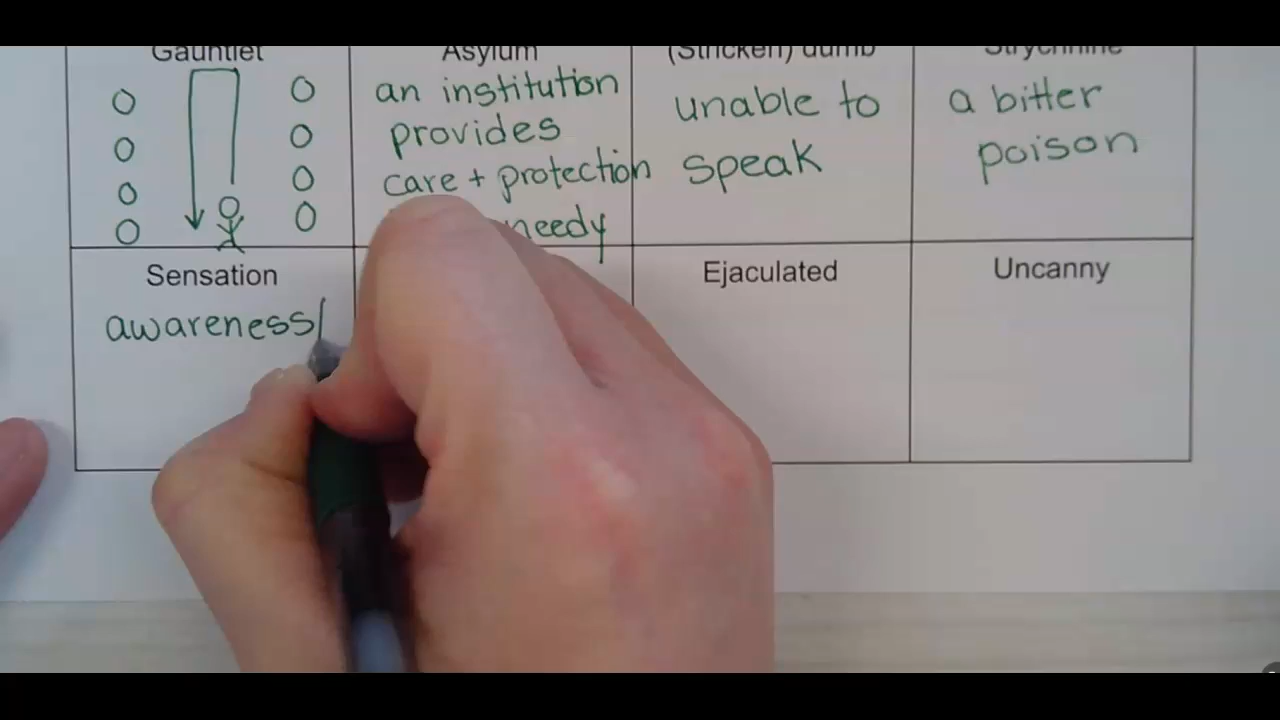 Gauntlet
Asylum
(Stricken) dumb
Strychnine
an institution
provides
care + protection
needy
unable to
speak
a bitter
poison
Sensation
Ejaculated
Uncanny
awareness/